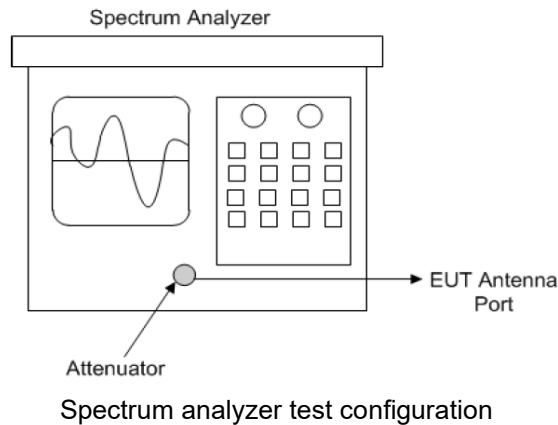 Spectrum Analyzer
EUT Antenna
Port
Attenuator
Spectrum analyzer test configuration